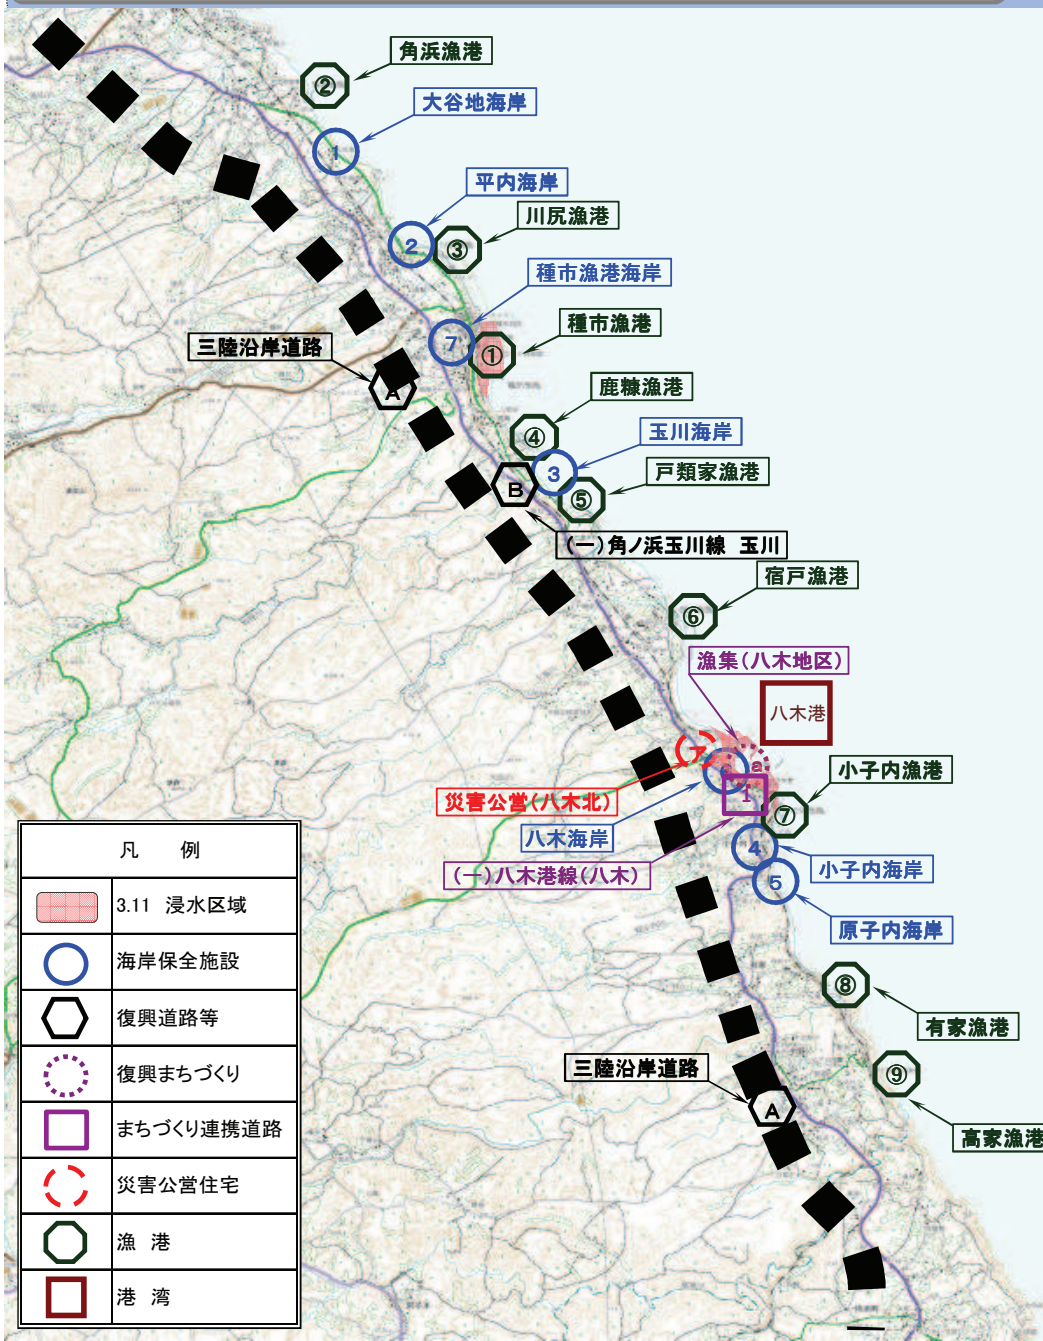 角浜漁港
②
大谷地海岸
1
平内海岸
川尻漁港
2
③
種市漁港海岸
種市漁港
7
①
三陸沿岸道路
A
鹿糠漁港
④
玉川海岸
3
戸類家漁港
B
⑤
(一)角ノ浜玉川線 玉川
宿戸漁港
⑥
漁集(八木地区)
八木港
ア
a
小子内漁港
災害公営(八木北)
1
⑦
八木海岸
4
小子内海岸
(一)八木港線(八木)
5
原子内海岸
⑧
有家漁港
三陸沿岸道路
⑨
A
高家漁港
凡 例
3.11 浸水区域
海岸保全施設
復興道路等
復興まちづくり
まちづくり連携道路
災害公営住宅
漁 港
港 湾